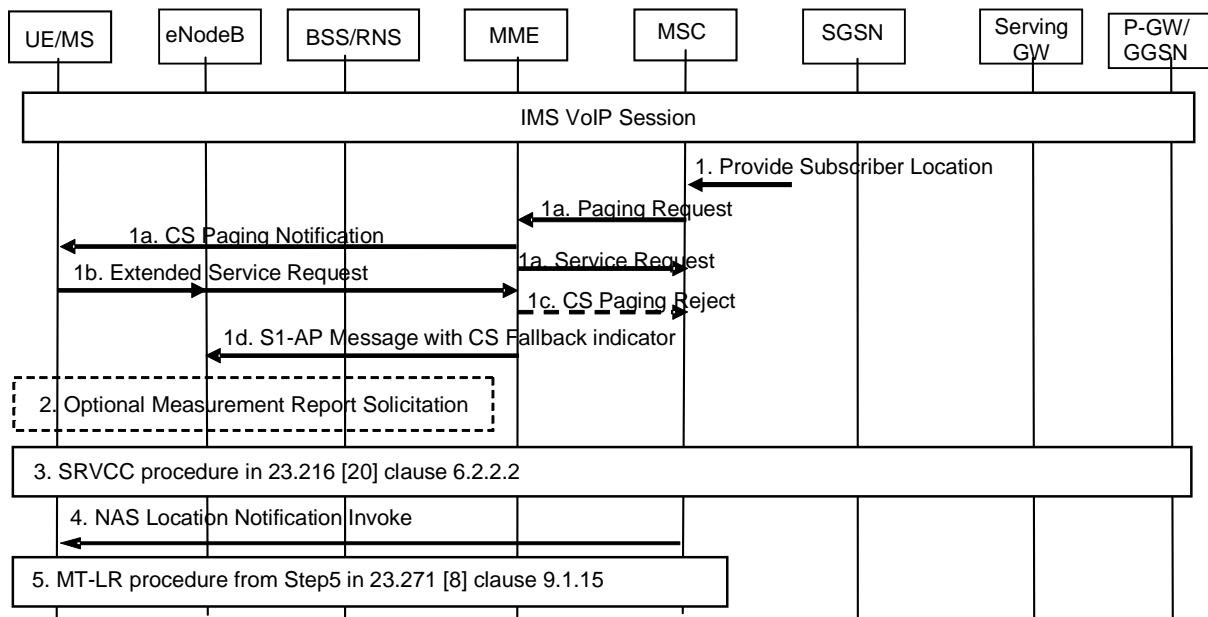 UE/MS
eNodeB
BSS/RNS
MME
MSC
SGSN
Serving
GW
P-GW/
GGSN
IMS VoIP Session
1. Provide Subscriber Location
1a. Paging Request
1a. CS Paging Notification
1a. Service Request
1b. Extended Service Request
1c. CS Paging Reject
1d. S1-AP Message with CS Fallback indicator
2. Optional Measurement Report Solicitation
3. SRVCC procedure in 23.216 [20] clause 6.2.2.2
4. NAS Location Notification Invoke
5. MT-LR procedure from Step5 in 23.271 [8] clause 9.1.15